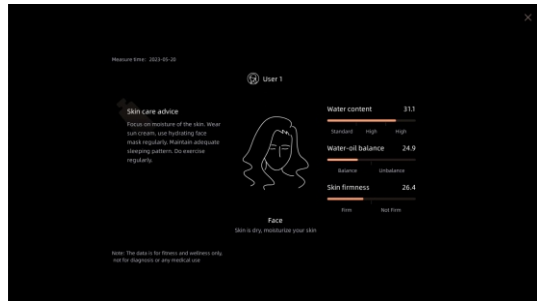 Measure time: 2023-05-20
User 1
Skin care advice
Focus on moisture of the skin. Wear
sun cream, use hydrating face
mask regularly. Maintain adequate
sleeping pattern. Do exercise
regularly.
Water content 31.1
Standard High High
Water-oil balance 24.9
Balance Unbalance
Skin firmness 26.4
Firm Not Firm
Face
Skin is dry, moisturize your skin
Note: The data is for fitness and wellness only,
not for diagnosis or any medical use